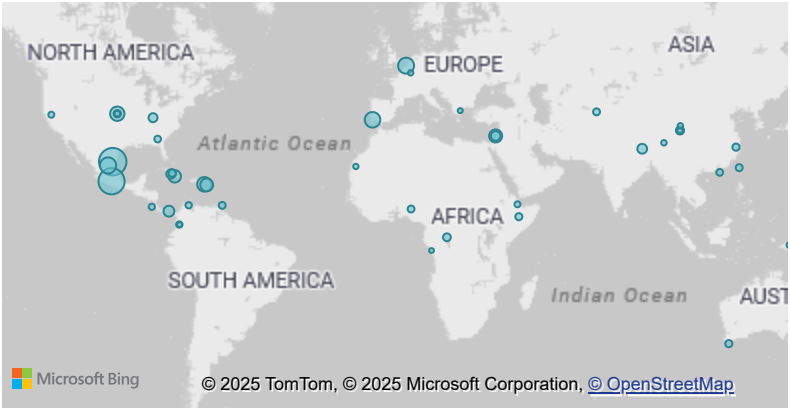 ASIA
NORTH AMERICA
EUROPE
Atlantic Ocean
AFRICA
SOUTH AMERICA
Indian Ocean
AUST
Microsoft Bing
© 2025 TomTom, © 2025 Microsoft Corporation, © OpenStreetMap